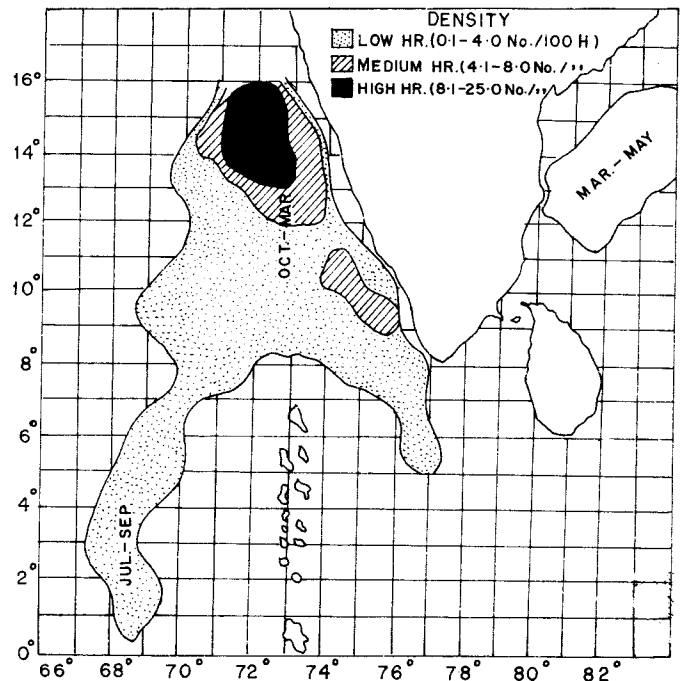 DENSITY
LOW HR.(0·1-4·0 No./100 H)
MEDIUM HR.(4·1-8·0 No./,,
HIGH HR.(8·1-25·0 No./,,
16°
14°
12°
10°
8°
6°
4°
2°
0°
OCT-MAR
MAR.-MAY
JUL-SEP
66° 68° 70° 72° 74° 76° 78° 80° 82°